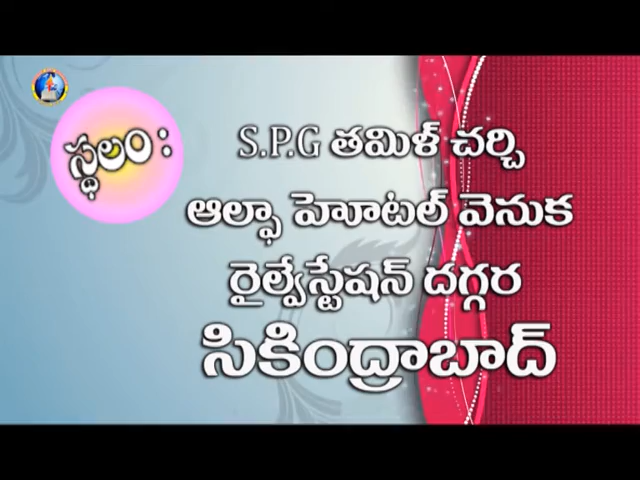 స్థలం :
S.P.G తమిళ్ చర్చి
ఆల్ఫా హెూటల్ వెనుక
రైల్వేస్టేషన్ దగ్గర
సికింద్రాబాద్